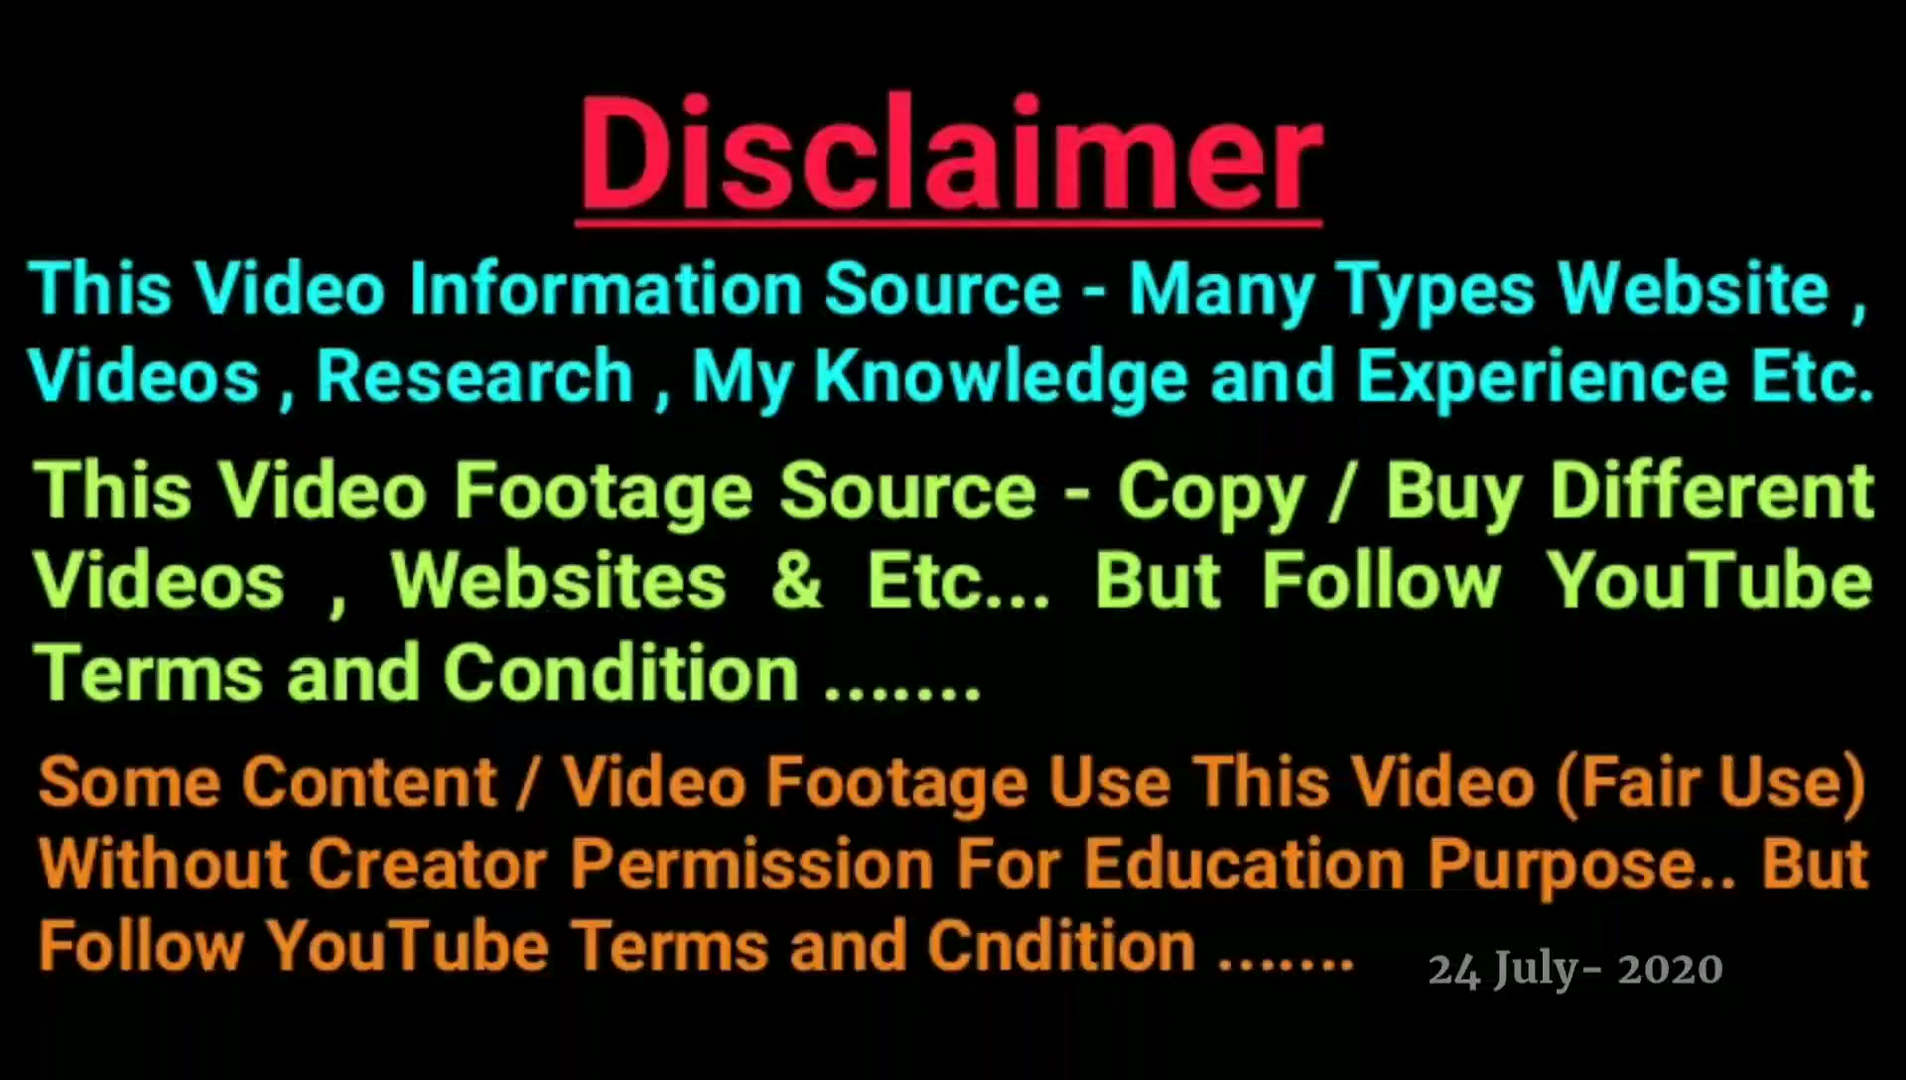 Disclaimer
This Video Information Source - Many Types Website ,
Videos , Research , My Knowledge and Experience Etc.
This Video Footage Source - Copy / Buy Different
Videos , Websites & Etc... But Follow YouTube
Terms and Condition .......
Some Content / Video Footage Use This Video (Fair Use)
Without Creator Permission For Education Purpose.. But
Follow YouTube Terms and Cndition .......
24 July- 2020